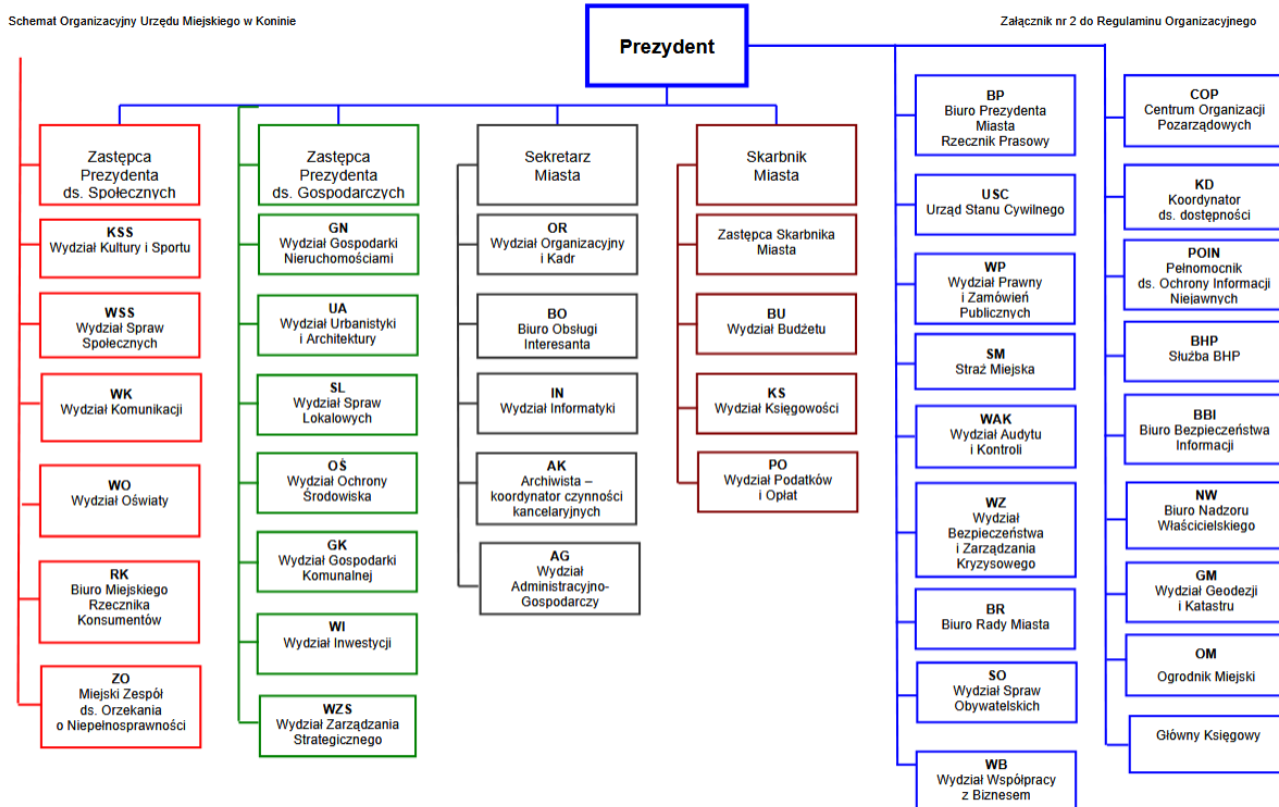 Schemat Organizacyjny Urzędu Miejskiego w Koninie
Załącznik nr 2 do Regulaminu Organizacyjnego
Prezydent
Zastępca
Prezydenta
ds. Społecznych
KSS
Wydział Kultury i Sportu
WSS
Wydział Spraw
Społecznych
WK
Wydział Komunikacji
WO
Wydział Oświaty
RK
Biuro Miejskiego
Rzecznika
Konsumentów
ZO
Miejski Zespół
ds. Orzekania
o Niepełnosprawności
Zastępca
Prezydenta
ds. Gospodarczych
GN
Wydział Gospodarki
Nieruchomościami
UA
Wydział Urbanistyki
i Architektury
SL
Wydział Spraw
Lokalowych
OŚ
Wydział Ochrony
Środowiska
GK
Wydział Gospodarki
Komunalnej
WI
Wydział Inwestycji
WZS
Wydział Zarządzania
Strategicznego
Sekretarz
Miasta
OR
Wydział Organizacyjny
i Kadr
BO
Biuro Obsługi
Interesanta
IN
Wydział Informatyki
AK
Archiwista –
koordynator czynności
kancelaryjnych
AG
Wydział
Administracyjno-
Gospodarczy
Skarbnik
Miasta
Zastępca Skarbnika
Miasta
BU
Wydział Budżetu
KS
Wydział Księgowości
PO
Wydział Podatków
i Opłat
BP
Biuro Prezydenta
Miasta
Rzecznik Prasowy
USC
Urząd Stanu Cywilnego
WP
Wydział Prawny
i Zamówień
Publicznych
SM
Straż Miejska
WAK
Wydział Audytu
i Kontroli
WZ
Wydział
Bezpieczeństwa
i Zarządzania
Kryzysowego
BR
Biuro Rady Miasta
SO
Wydział Spraw
Obywatelskich
WB
Wydział Współpracy
z Biznesem
COP
Centrum Organizacji
Pozarządowych
KD
Koordynator
ds. dostępności
POIN
Pełnomocnik
ds. Ochrony Informacji
Niejawnych
BHP
Służba BHP
BBI
Biuro Bezpieczeństwa
Informacji
NW
Biuro Nadzoru
Właścicielskiego
GM
Wydział Geodezji
i Katastru
OM
Ogrodnik Miejski
Główny Księgowy